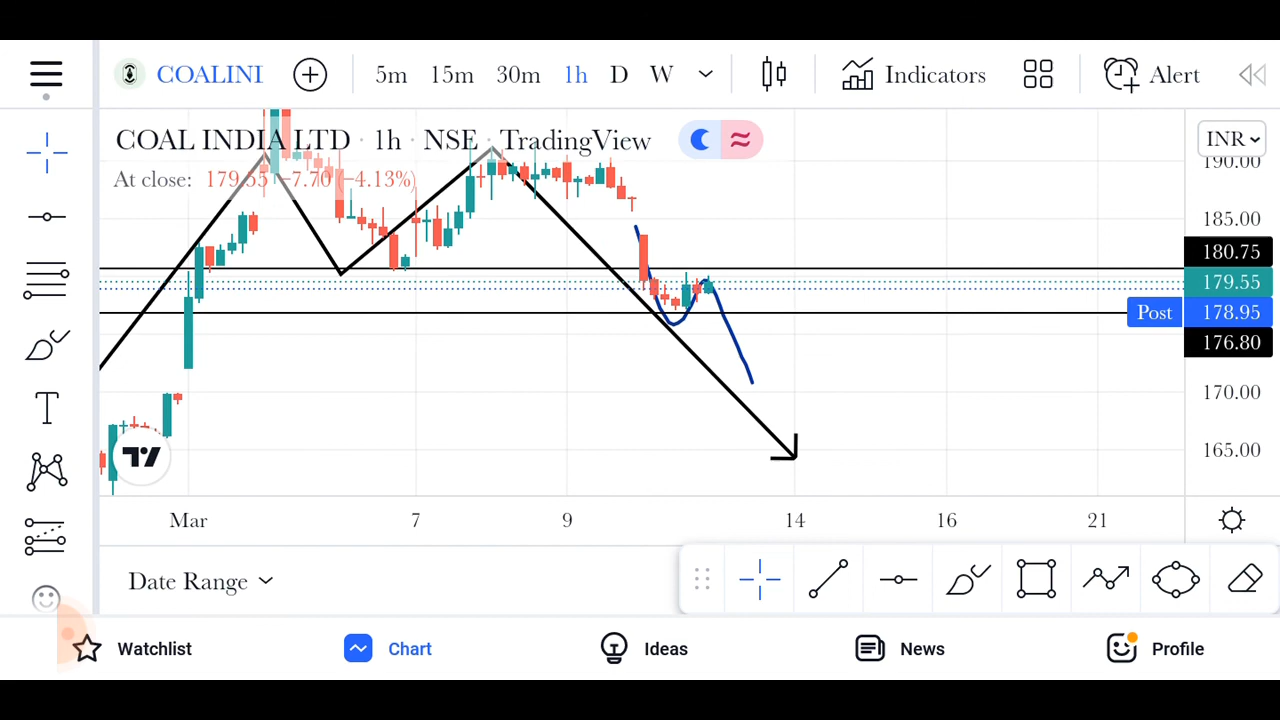 COALINI
5m 15m 30m 1h D W Indicators Alert
COAL INDIA LTD · 1h · NSE · TradingView
INR
At close: 179.55 −7.70 (−4.13%)
190.00
185.00
180.75
179.55
Post 178.95
176.80
170.00
165.00
Mar 7 9 14 16 21
Date Range
Watchlist Chart Ideas News Profile